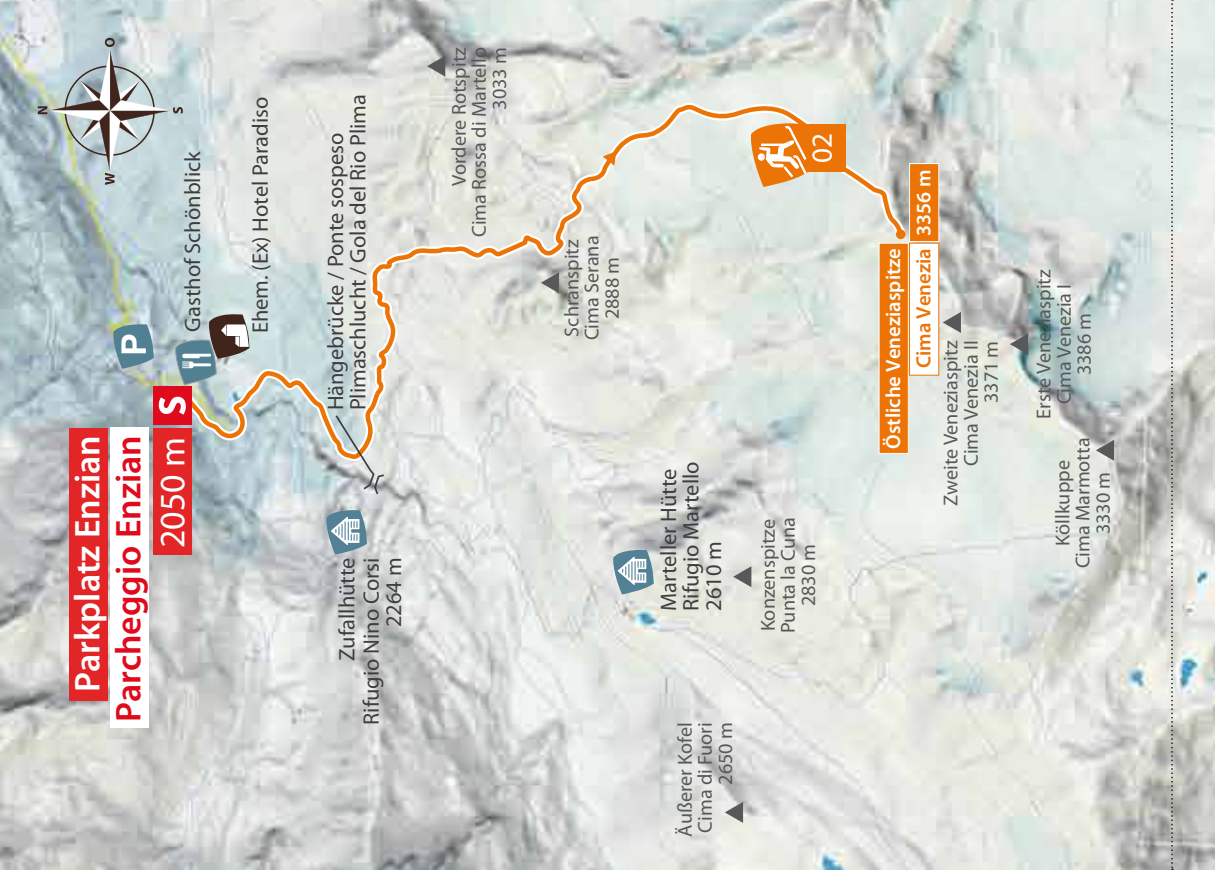 N
O
S
W
Parkplatz Enzian
Parcheggio Enzian
2050 m S
P
Gasthof Schönblick
Ehem. (Ex) Hotel Paradiso
Hängebrücke / Ponte sospeso
Plimaschlucht / Gola del Rio Plima
Zufallhütte
Rifugio Nino Corsi
2264 m
Vordere Rotspitz
Cima Rossa di Martello
3033 m
Schranspitz
Cima Serana
2888 m
02
Marteller Hütte
Rifugio Martello
2610 m
Konzenspitze
Punta la Cuna
2830 m
Äußerer Kofel
Cima di Fuori
2650 m
Östliche Veneziaspitze
Cima Venezia 3356 m
Zweite Veneziaspitz
Cima Venezia II
3371 m
Erste Veneziaspitz
Cima Venezia I
3386 m
Köllkuppe
Cima Marmotta
3330 m